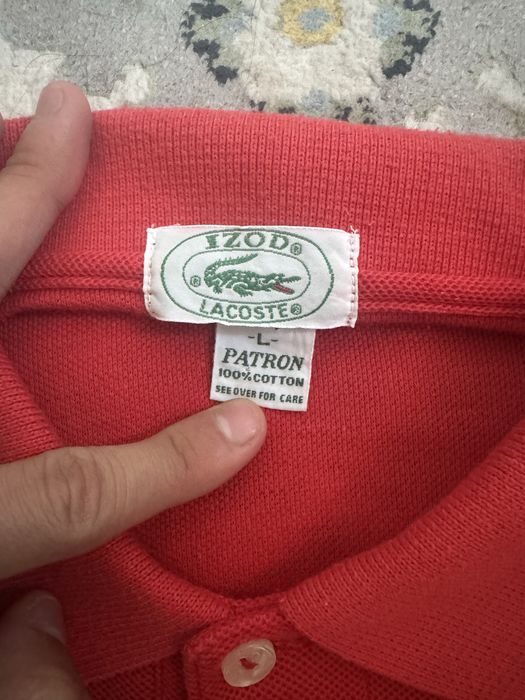 IZOD®
®
LACOSTE®
-L-
PATRON
100% COTTON
SEE OVER FOR CARE